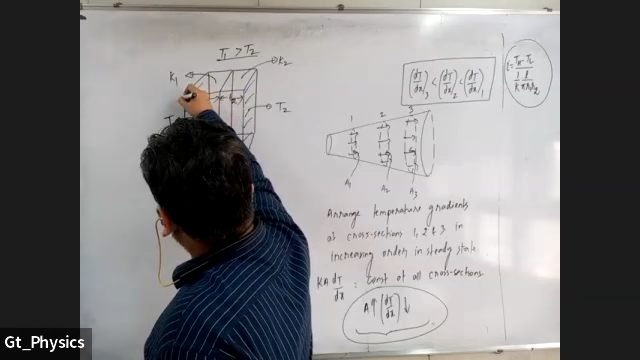 T₁ > T₂
K₁
K₂
T₂
(dT/dx)₃ < (dT/dx)₂ < (dT/dx)₁
1
2
3
A₁
A₂
A₃
Arrange temperature gradients
at cross-sections 1, 2 & 3 in
increasing order in steady state
KA dT/dx = const at all cross-sections
A↑ (dT/dx) ↓
Gt_Physics